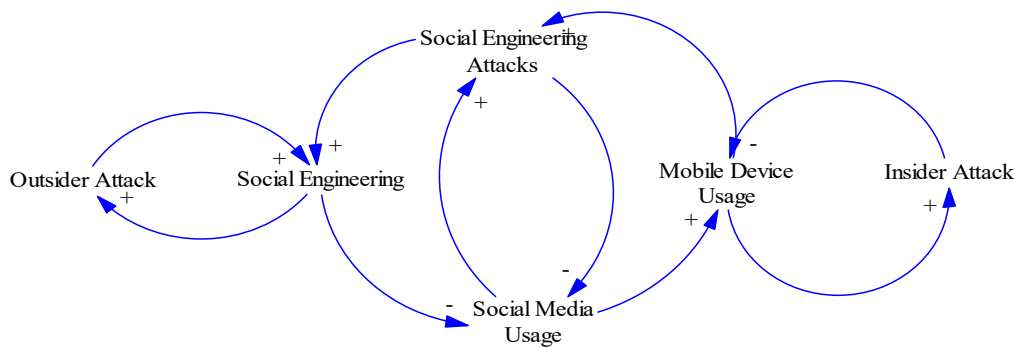 Social Engineering
Attacks
+
+
+
+
Outsider Attack
+
Social Engineering
-
Mobile Device
Usage
Insider Attack
+
+
-
-
Social Media
Usage